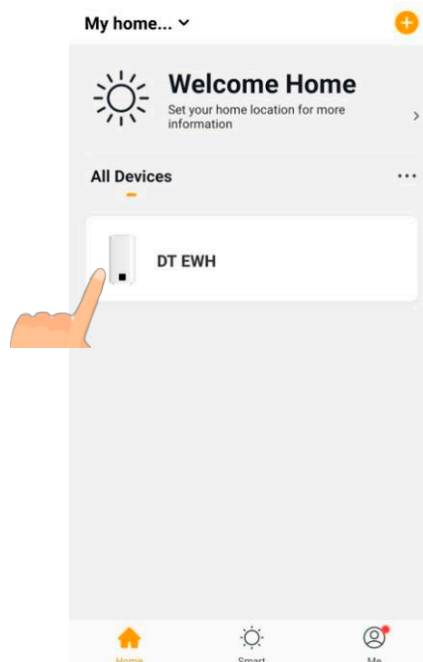 My home...
Welcome Home
Set your home location for more
information
All Devices
DT EWH
Home
Smart
Me